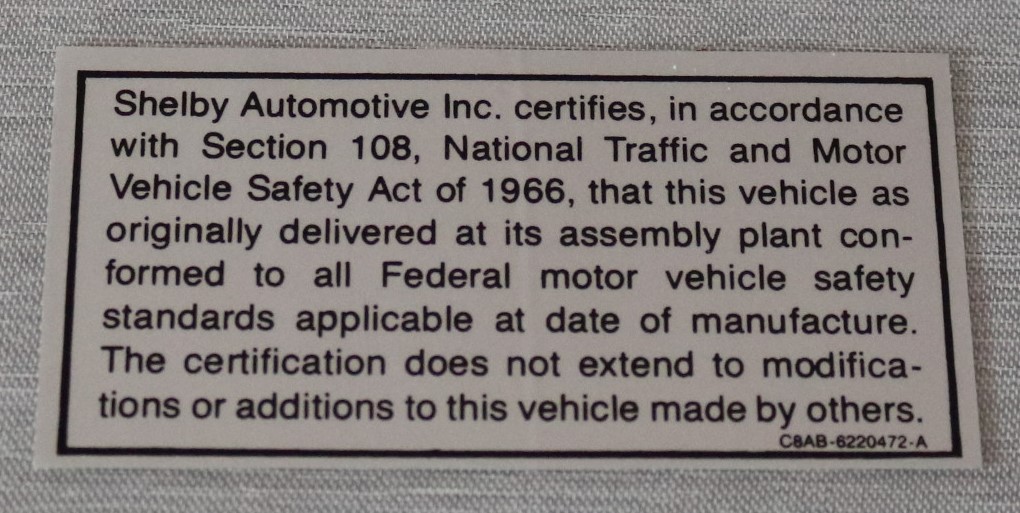 Shelby Automotive Inc. certifies, in accordance
with Section 108, National Traffic and Motor
Vehicle Safety Act of 1966, that this vehicle as
originally delivered at its assembly plant con-
formed to all Federal motor vehicle safety
standards applicable at date of manufacture.
The certification does not extend to modifica-
tions or additions to this vehicle made by others.
C8AB-6220472-A